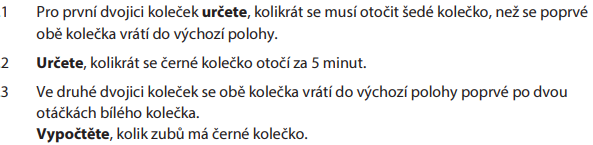 .1 Pro první dvojici koleček určete, kolikrát se musí otočit šedé kolečko, než se poprvé
obě kolečka vrátí do výchozí polohy.
2 Určete, kolikrát se černé kolečko otočí za 5 minut.
3 Ve druhé dvojici koleček se obě kolečka vrátí do výchozí polohy poprvé po dvou
otáčkách bílého kolečka.
Vypočtěte, kolik zubů má černé kolečko.